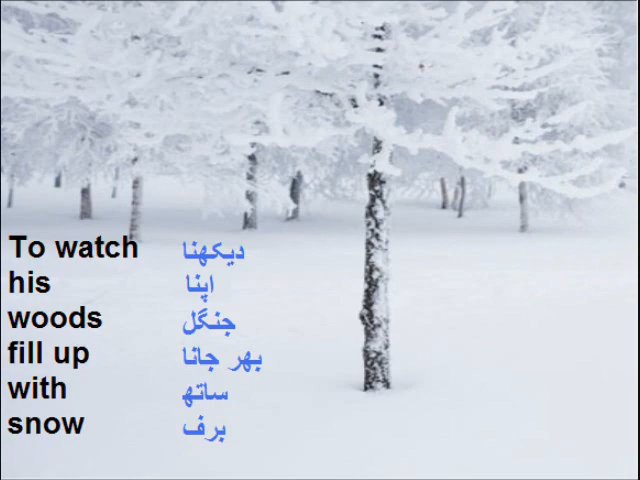 To watch دیکھنا
his اپنا
woods جنگل
fill up بھر جانا
with ساتھ
snow برف